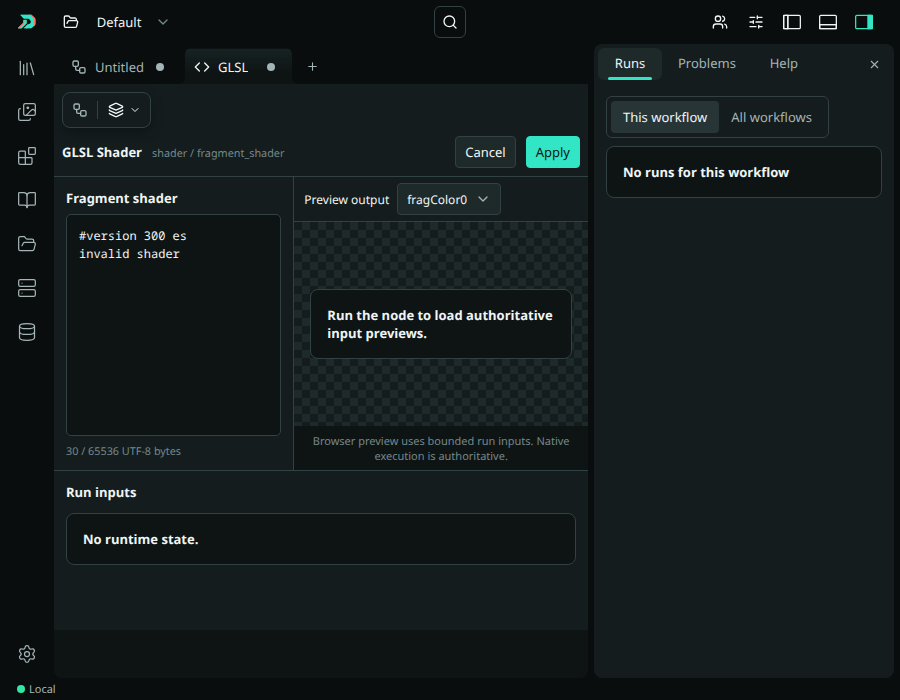 Default
Untitled
GLSL
GLSL Shader
shader / fragment_shader
Cancel
Apply
Fragment shader
#version 300 es
invalid shader
30 / 65536 UTF-8 bytes
Preview output
fragColor0
Run the node to load authoritative
input previews.
Browser preview uses bounded run inputs. Native
execution is authoritative.
Run inputs
No runtime state.
Runs
Problems
Help
This workflow
All workflows
No runs for this workflow
Local